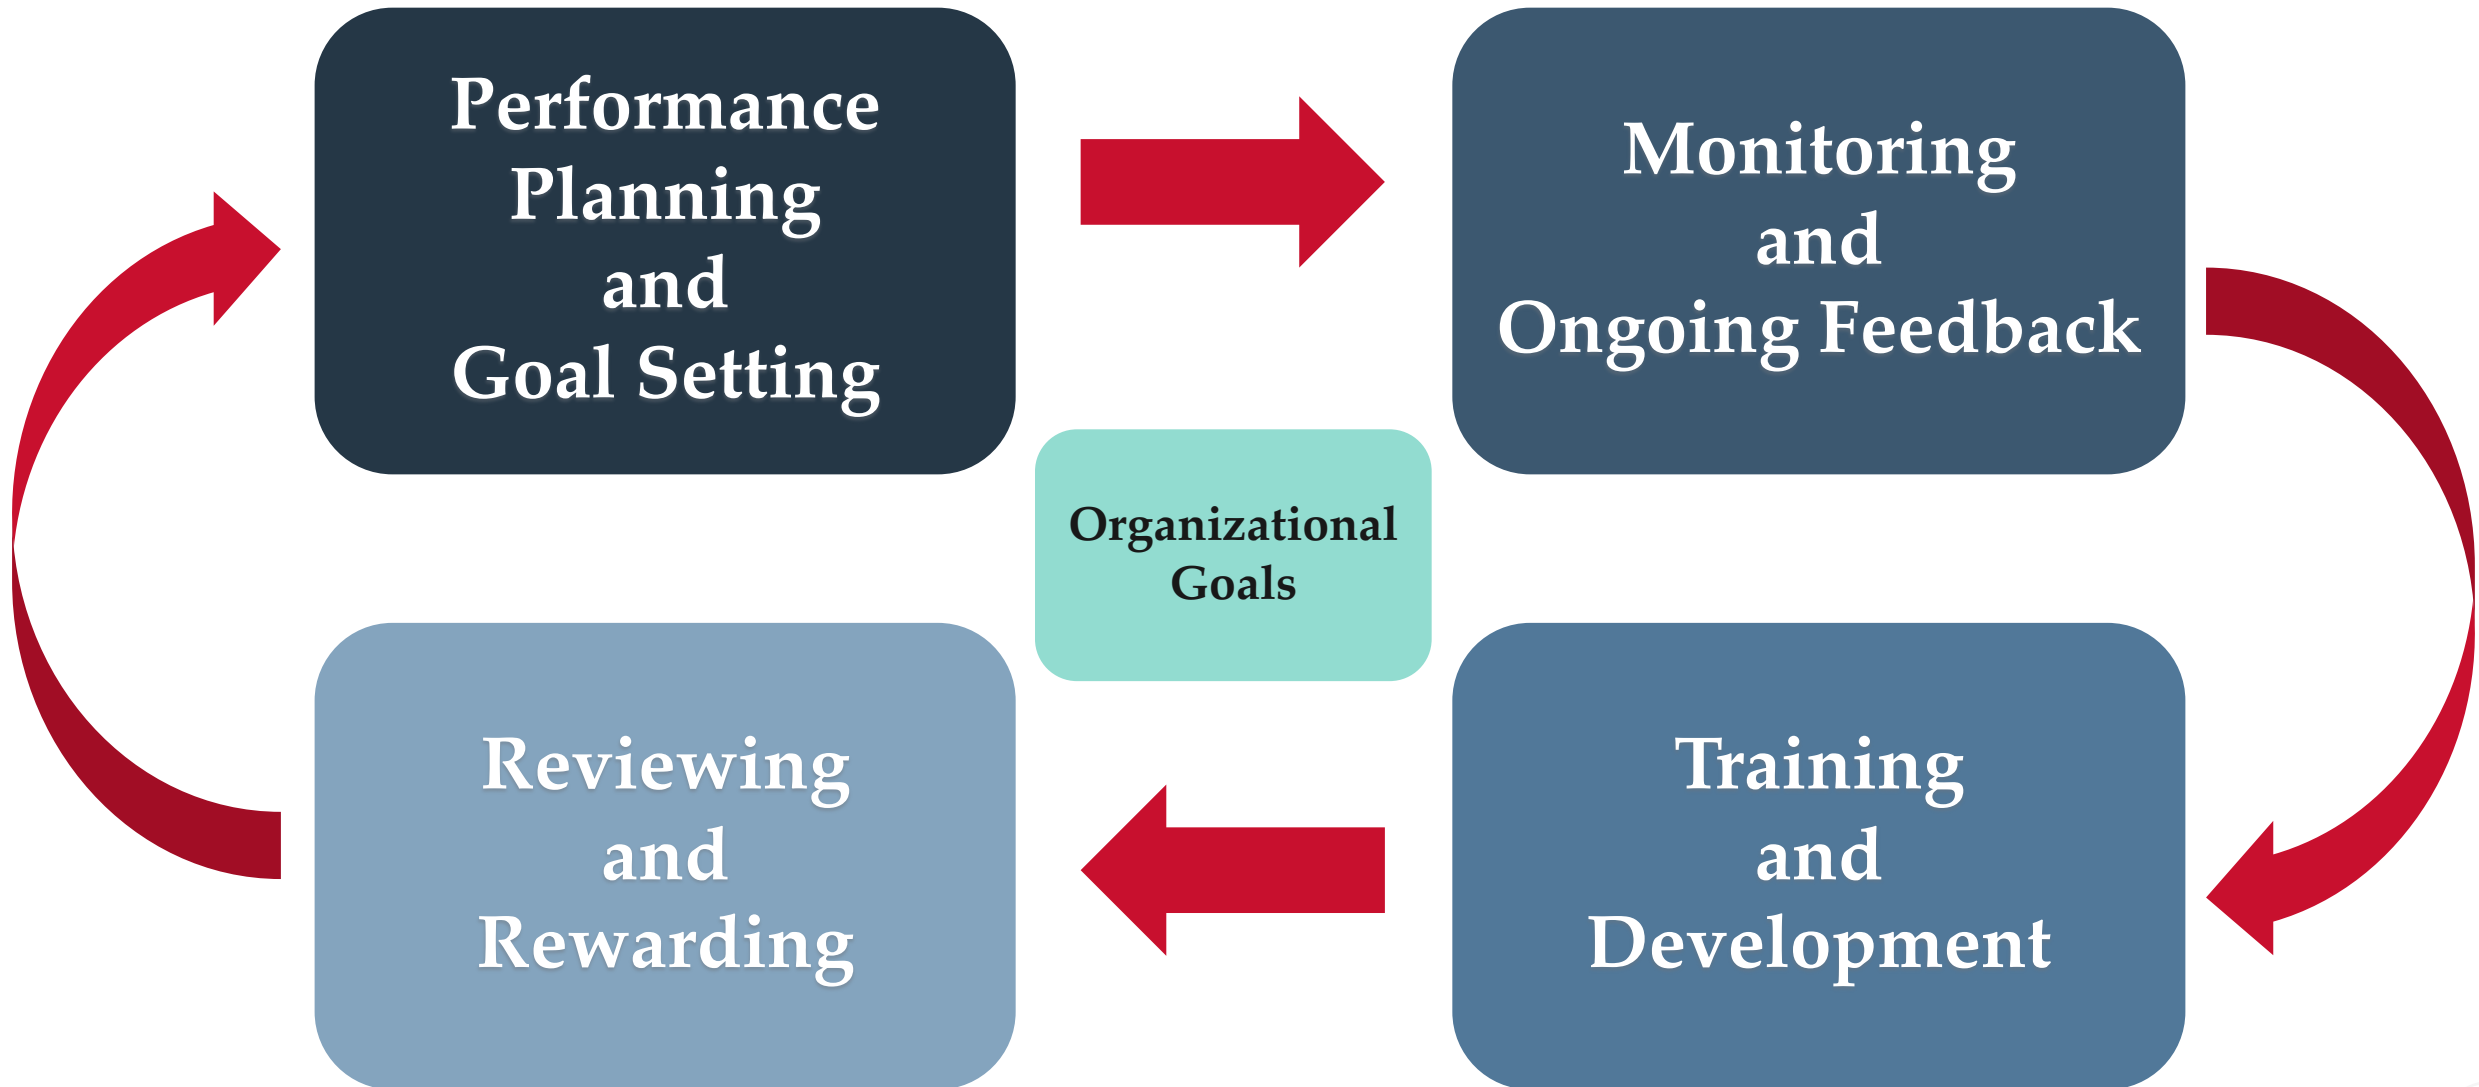 Performance
Planning
and
Goal Setting
Monitoring
and
Ongoing Feedback
Organizational
Goals
Reviewing
and
Rewarding
Training
and
Development